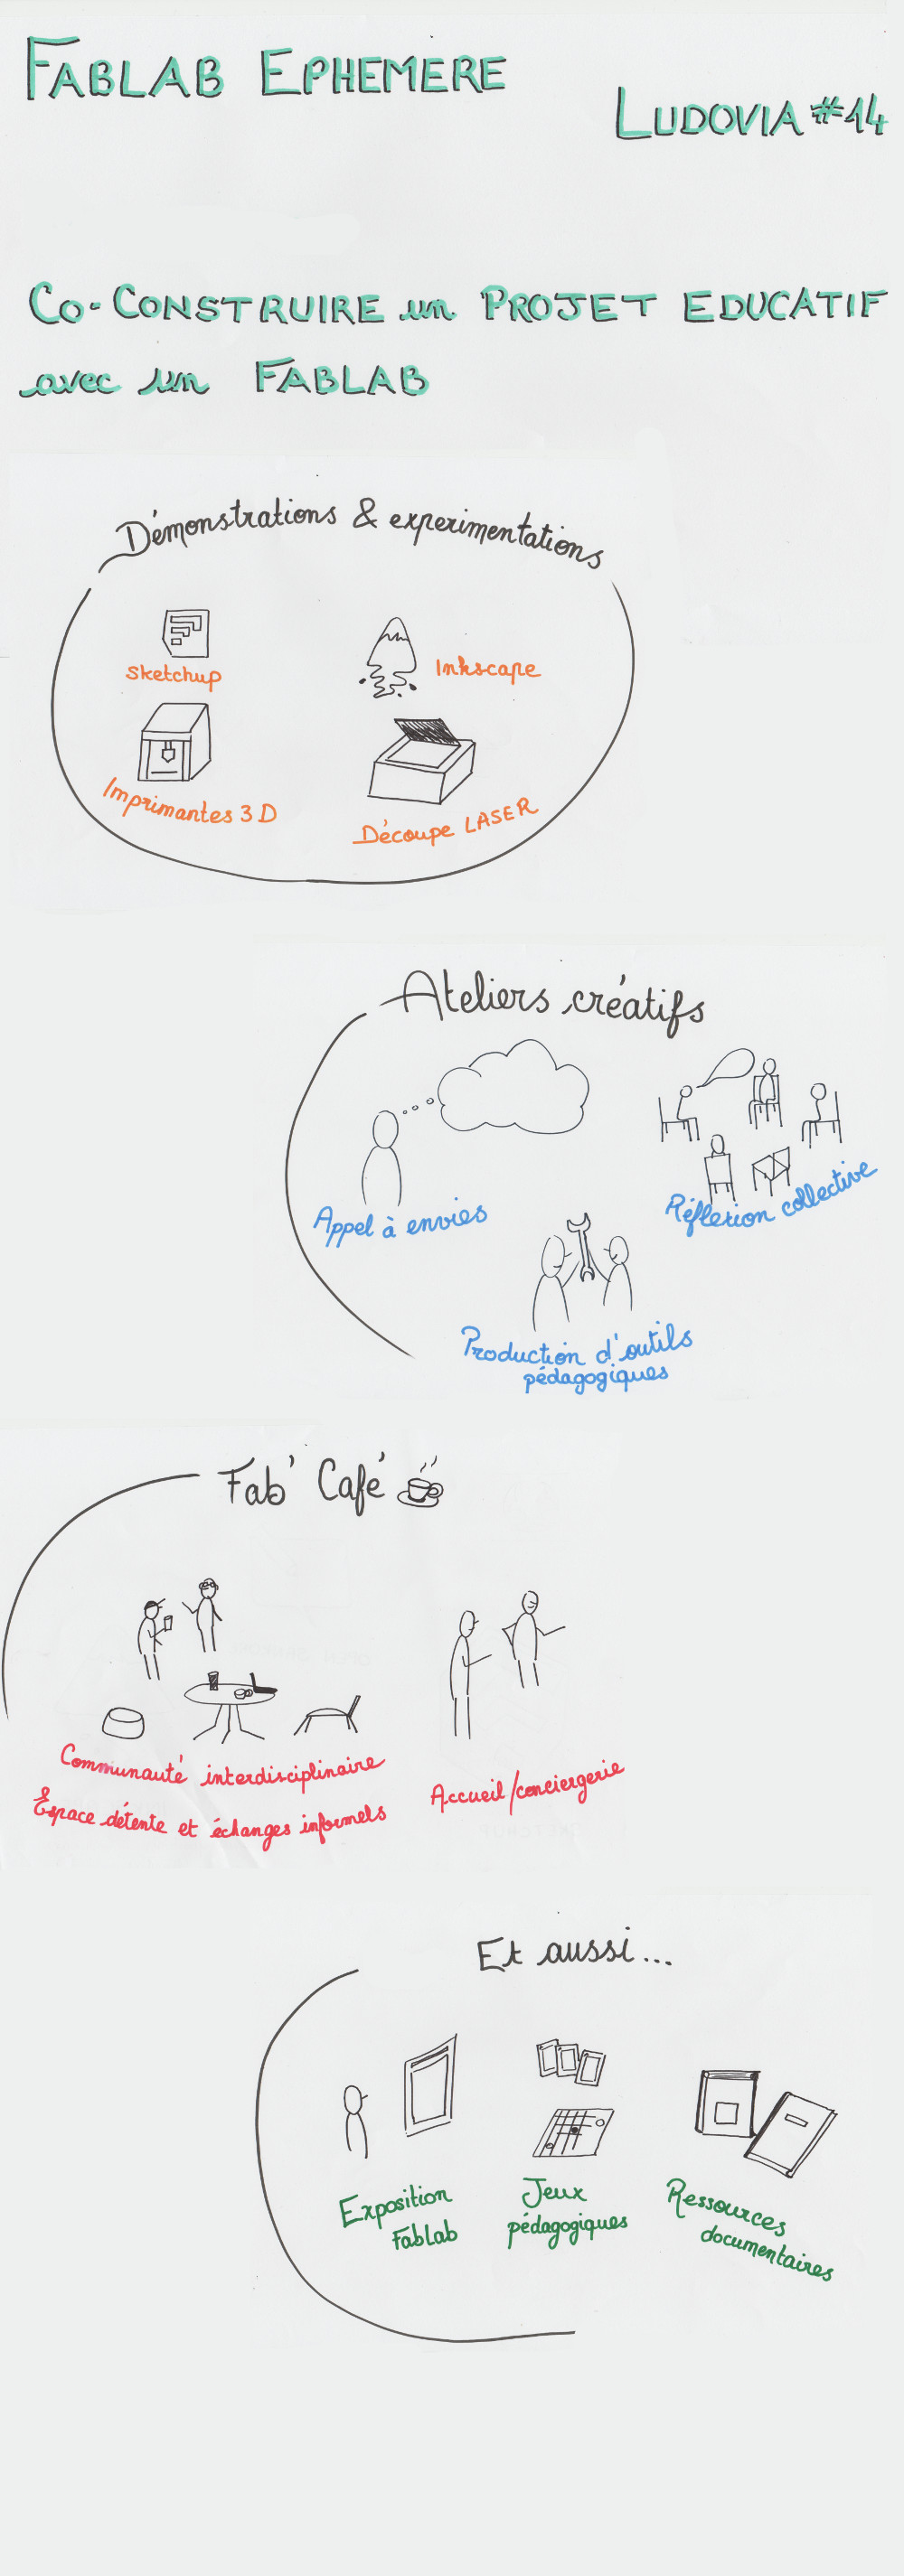 FABLAB EPHEMERE
LUDOVIA #14
CO-CONSTRUIRE un PROJET EDUCATIF
avec un FABLAB
Démonstrations & experimentations
Sketchup
Inkscape
Imprimantes 3D
Découpe LASER
Ateliers créatifs
Appel à envies
Réflexion collective
Production d'outils
pédagogiques
Fab' Café
Communauté interdisciplinaire
Espace détente et échanges informels
Accueil/conciergerie
Et aussi...
Exposition
FabLab
Jeux
pédagogiques
Ressources
documentaires